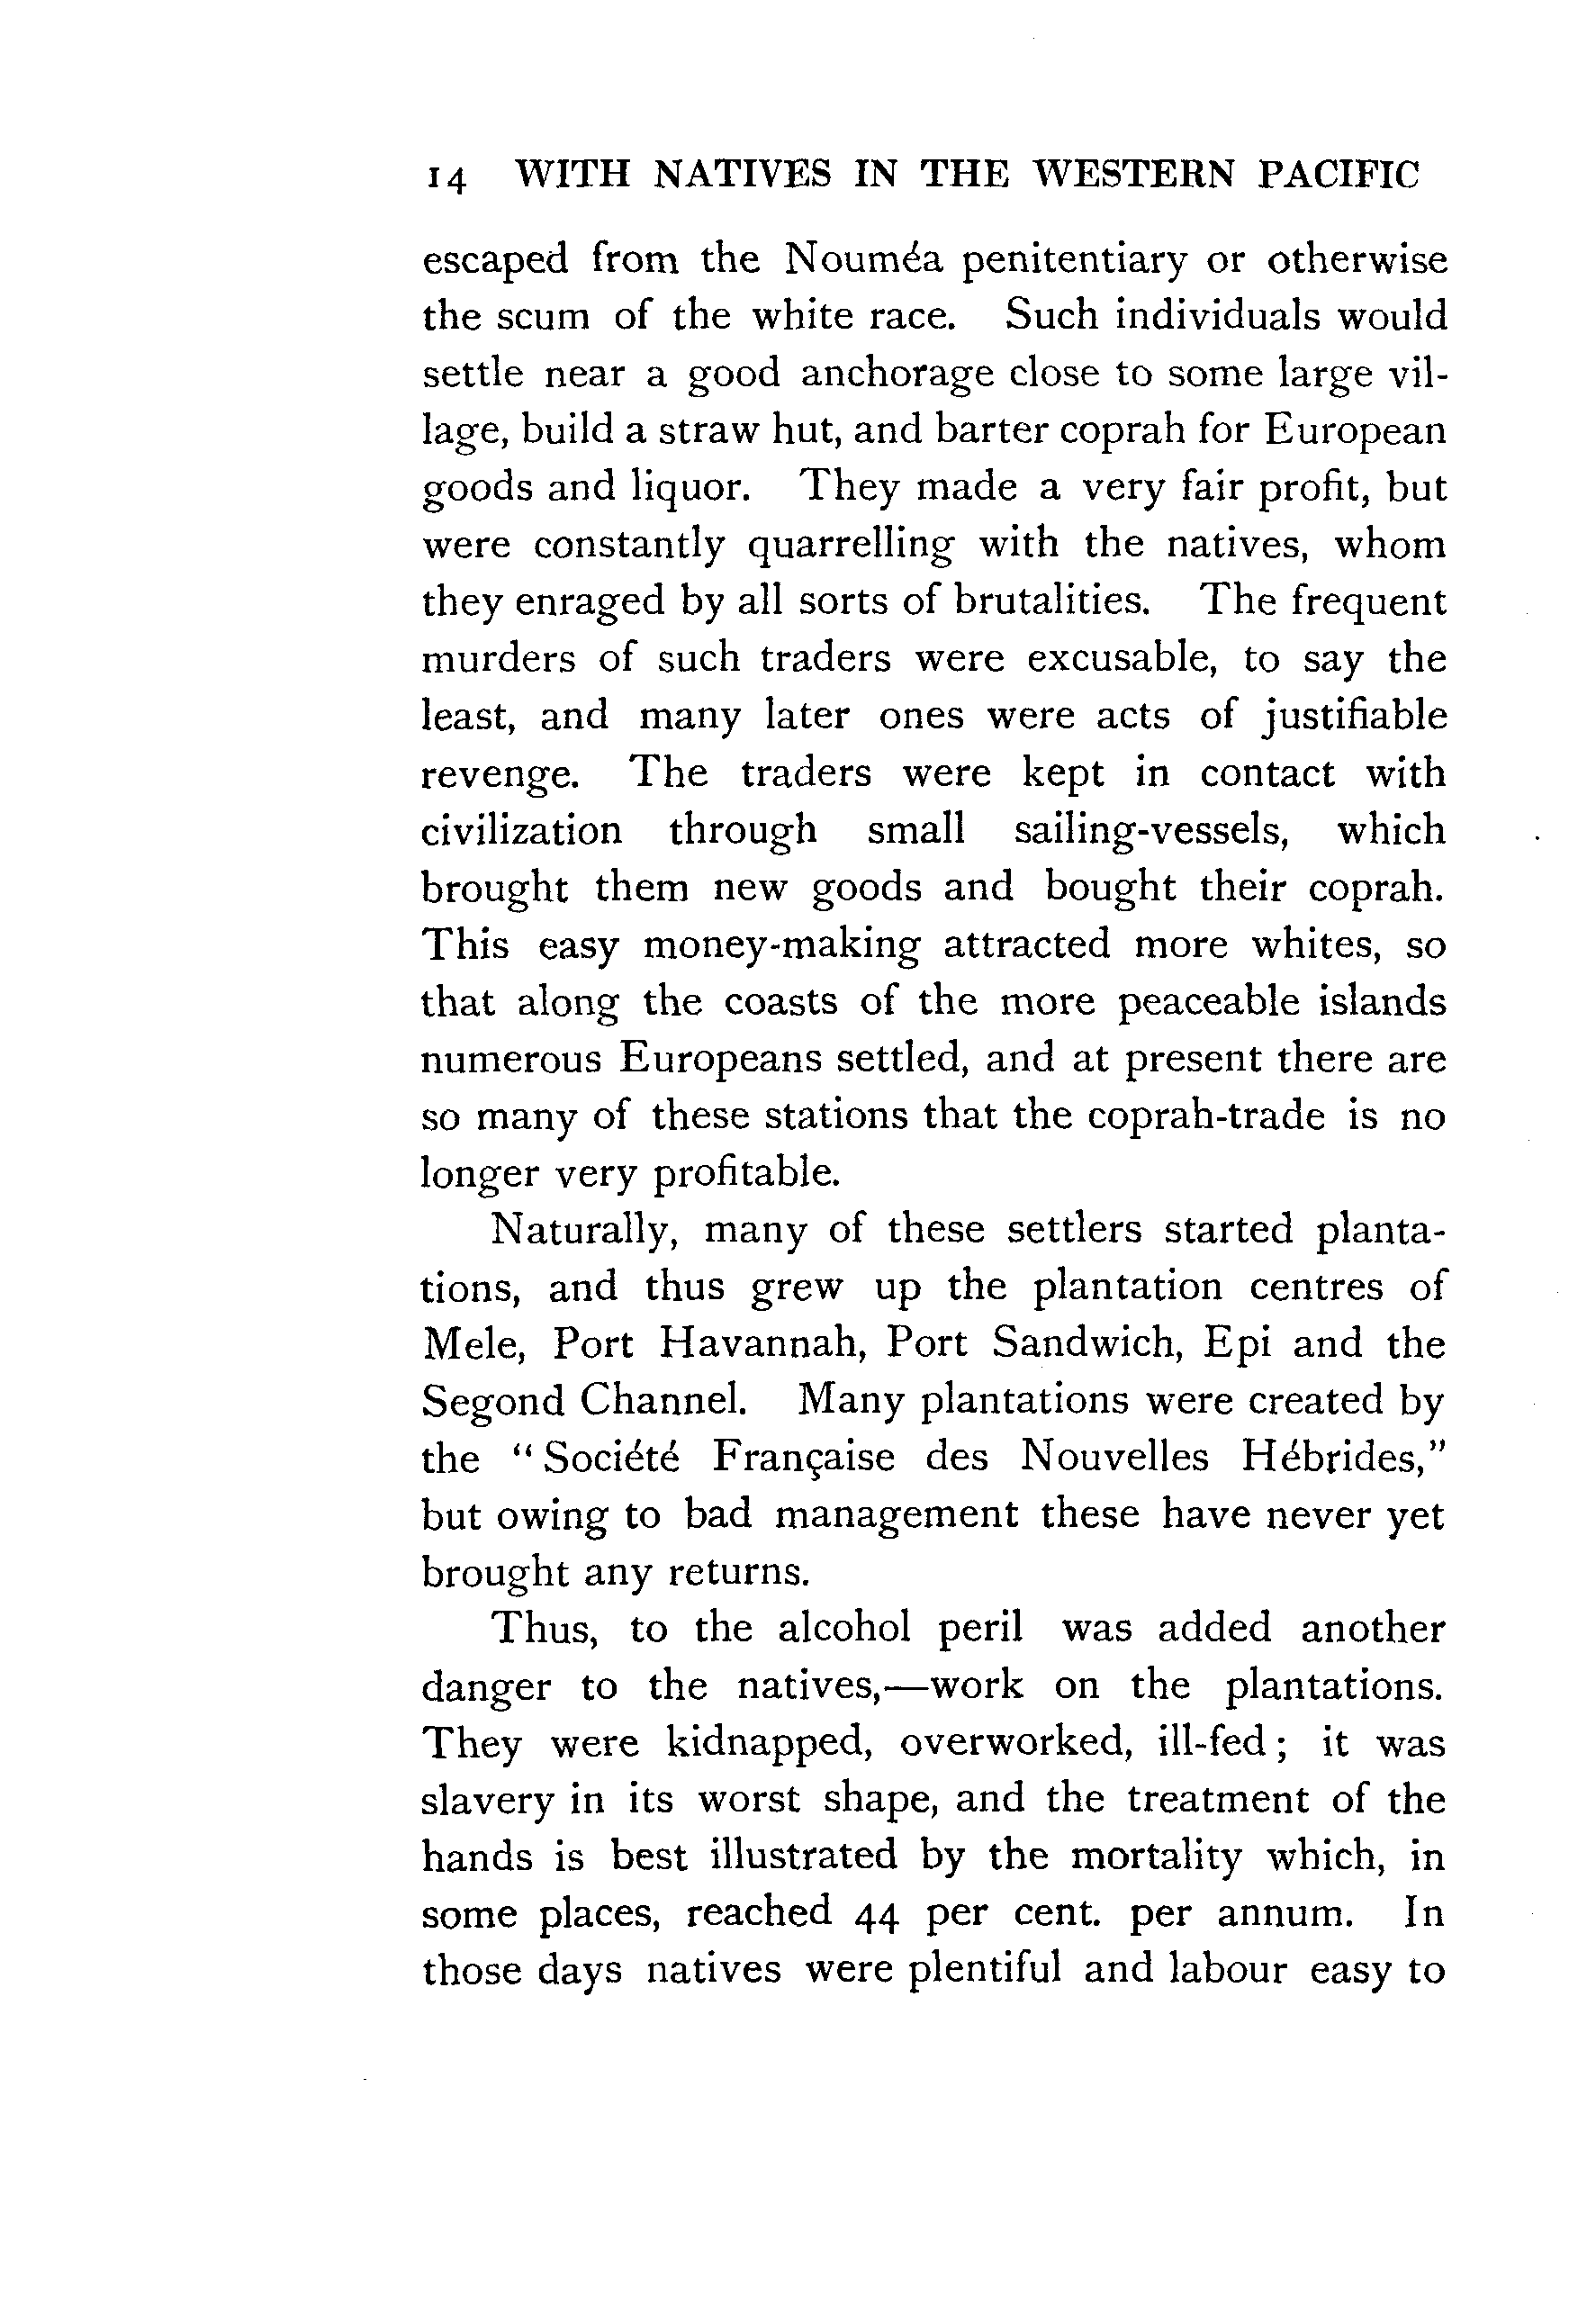 14 WITH NATIVES IN THE WESTERN PACIFIC
escaped from the Nouméa penitentiary or otherwise
the scum of the white race. Such individuals would
settle near a good anchorage close to some large vil-
lage, build a straw hut, and barter coprah for European
goods and liquor. They made a very fair profit, but
were constantly quarrelling with the natives, whom
they enraged by all sorts of brutalities. The frequent
murders of such traders were excusable, to say the
least, and many later ones were acts of justifiable
revenge. The traders were kept in contact with
civilization through small sailing-vessels, which
brought them new goods and bought their coprah.
This easy money-making attracted more whites, so
that along the coasts of the more peaceable islands
numerous Europeans settled, and at present there are
so many of these stations that the coprah-trade is no
longer very profitable.
Naturally, many of these settlers started planta-
tions, and thus grew up the plantation centres of
Mele, Port Havannah, Port Sandwich, Epi and the
Segond Channel. Many plantations were created by
the “Société Française des Nouvelles Hébrides,”
but owing to bad management these have never yet
brought any returns.
Thus, to the alcohol peril was added another
danger to the natives,—work on the plantations.
They were kidnapped, overworked, ill-fed; it was
slavery in its worst shape, and the treatment of the
hands is best illustrated by the mortality which, in
some places, reached 44 per cent. per annum. In
those days natives were plentiful and labour easy to